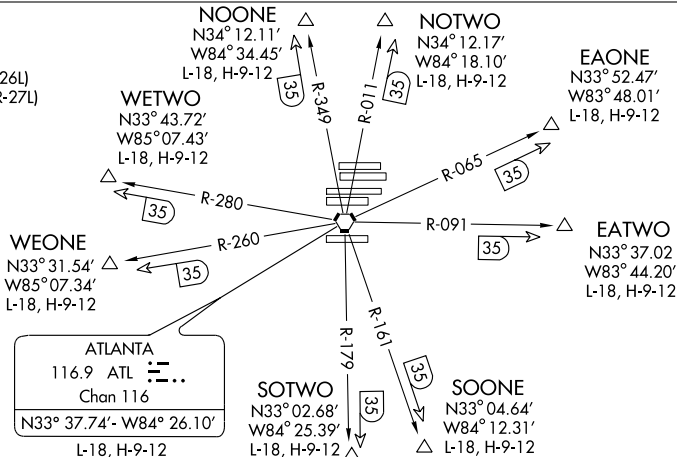 26L)
R-27L)
NOONE
N34° 12.11′
W84° 34.45′
L-18, H-9-12
NOTWO
N34° 12.17′
W84° 18.10′
L-18, H-9-12
EAONE
N33° 52.47′
W83° 48.01′
L-18, H-9-12
WETWO
N33° 43.72′
W85° 07.43′
L-18, H-9-12
35
R-349
R-011
35
R-065
35
35
R-280
R-260
35
R-091
35
EATWO
N33° 37.02
W83° 44.20′
L-18, H-9-12
WEONE
N33° 31.54′
W85° 07.34′
L-18, H-9-12
R-179
R-161
35
35
ATLANTA
116.9 ATL
Chan 116
N33° 37.74′- W84° 26.10′
L-18, H-9-12
SOTWO
N33° 02.68′
W84° 25.39′
L-18, H-9-12
SOONE
N33° 04.64′
W84° 12.31′
L-18, H-9-12